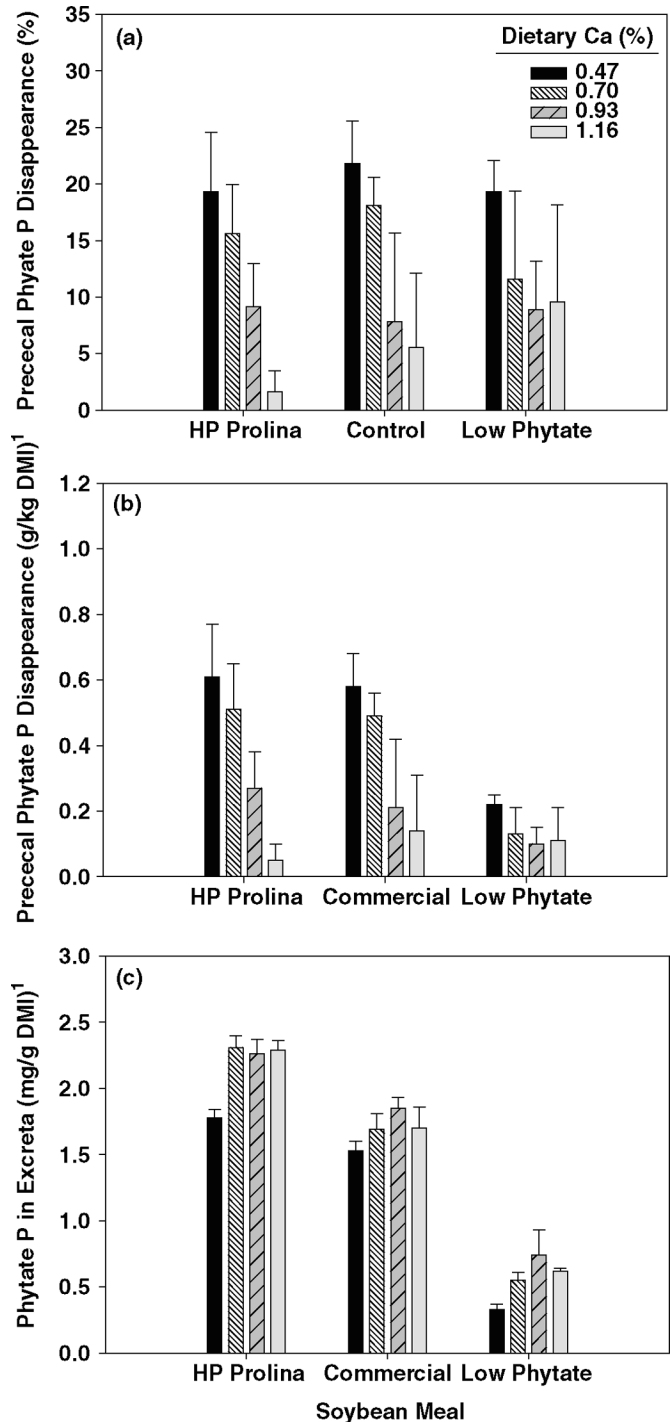 Prececal Phyate P Disappearance (%)
35
30
25
20
15
10
5
0
(a)
Dietary Ca (%)
0.47
0.70
0.93
1.16
HP Prolina Control Low Phytate
Prececal Phytate P Disappearance (g/kg DMI)¹
1.2
1.0
0.8
0.6
0.4
0.2
0.0
(b)
HP Prolina Commercial Low Phytate
Phytate P in Excreta (mg/g DMI)¹
3.0
2.5
2.0
1.5
1.0
0.5
0.0
(c)
HP Prolina Commercial Low Phytate
Soybean Meal